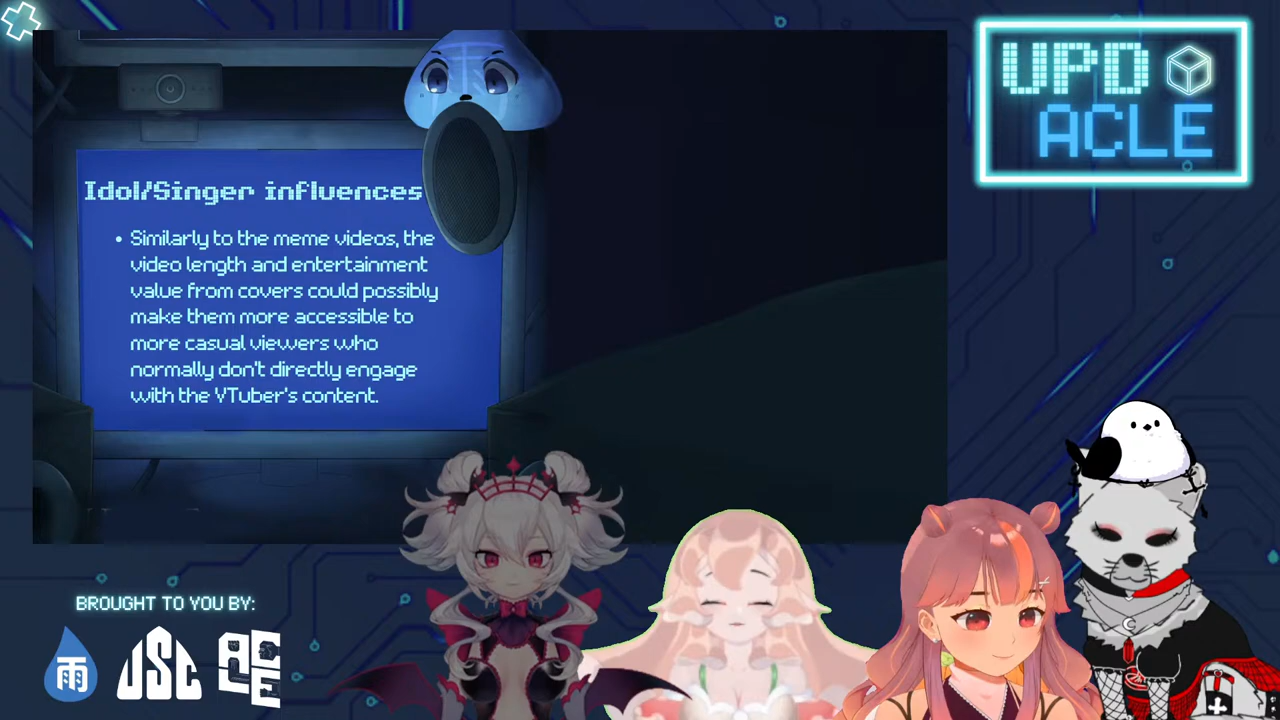 UPD
ACLE
Idol/Singer influences
• Similarly to the meme videos, the
video length and entertainment
value from covers could possibly
make them more accessible to
more casual viewers who
normally don't directly engage
with the VTuber's content.
BROUGHT TO YOU BY:
雨
JSC
ACLE